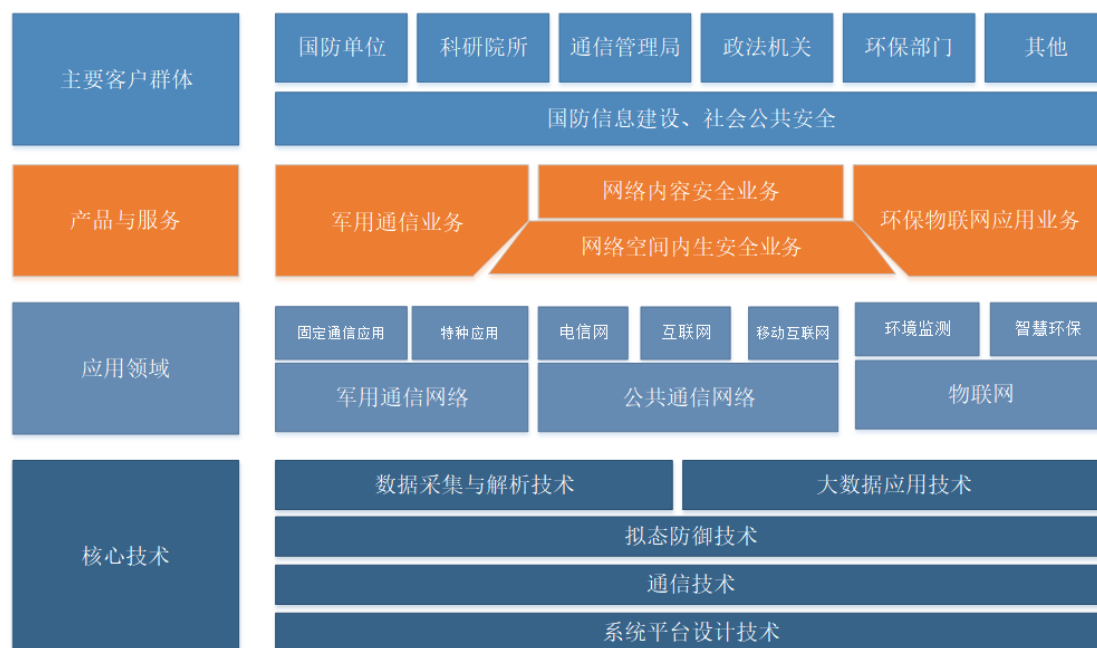 主要客户群体
国防单位
科研院所
通信管理局
政法机关
环保部门
其他
国防信息建设、社会公共安全
产品与服务
军用通信业务
网络内容安全业务
网络空间内生安全业务
环保物联网应用业务
应用领域
固定通信应用
特种应用
电信网
互联网
移动互联网
环境监测
智慧环保
军用通信网络
公共通信网络
物联网
核心技术
数据采集与解析技术
大数据应用技术
拟态防御技术
通信技术
系统平台设计技术